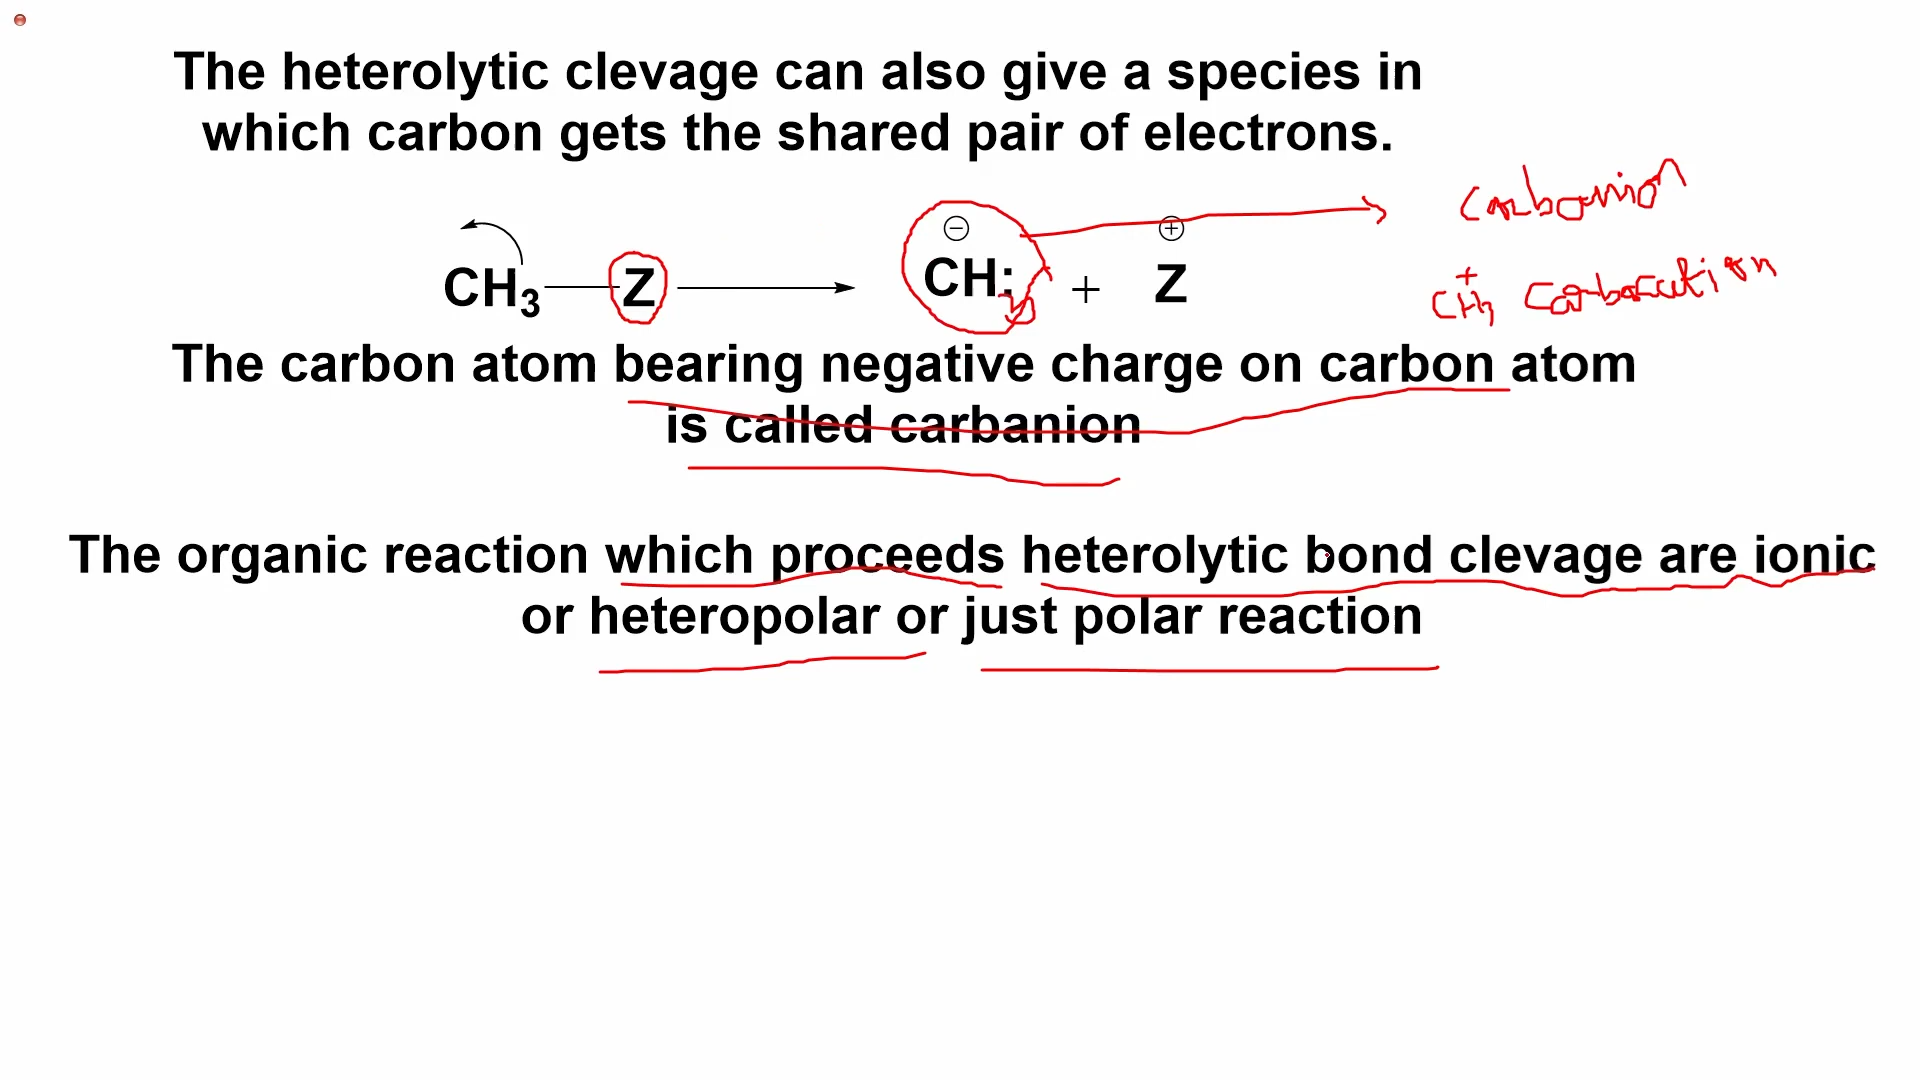 The heterolytic clevage can also give a species in
which carbon gets the shared pair of electrons.
carbanion
CH3 Z ⊖ CH: 3 + ⊕ Z
+ CH3 carbocation
The carbon atom bearing negative charge on carbon atom
is called carbanion
The organic reaction which proceeds heterolytic bond clevage are ionic
or heteropolar or just polar reaction